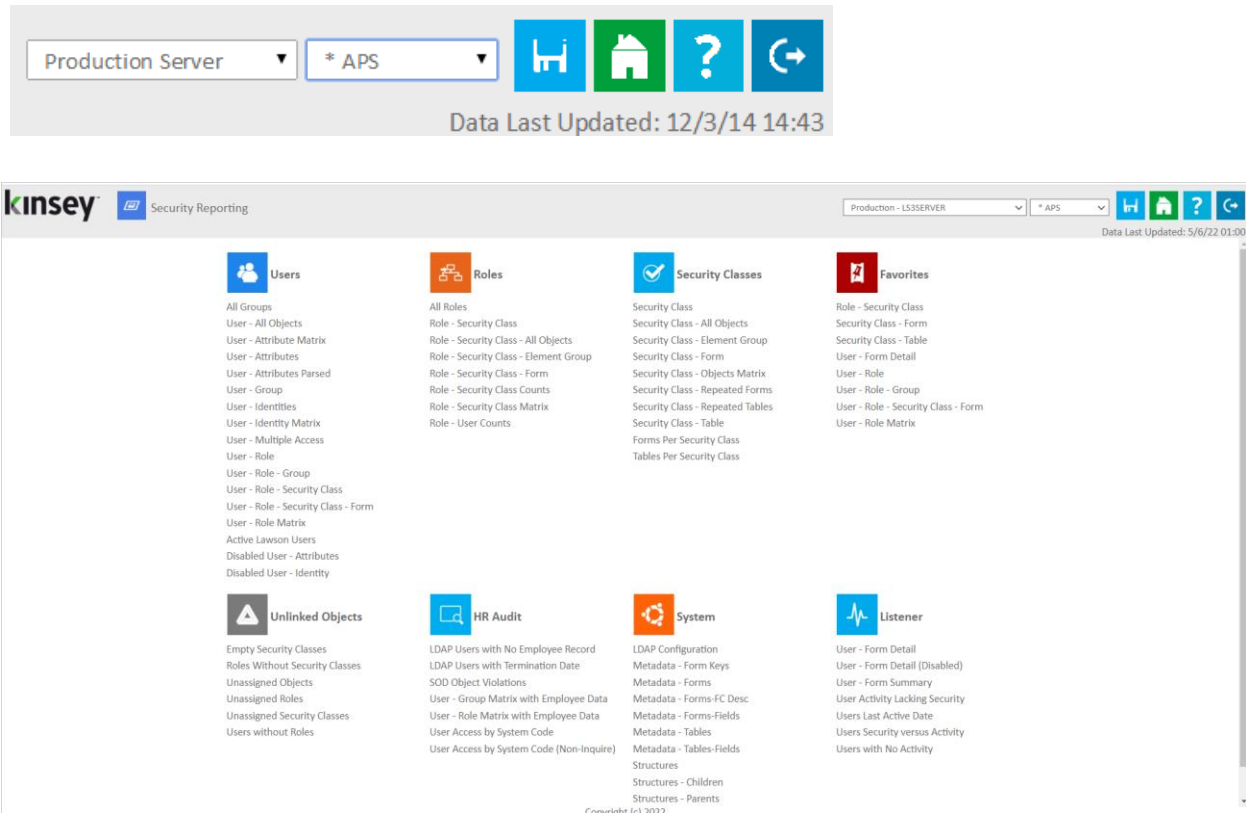 Production Server
* APS
?
Data Last Updated: 12/3/14 14:43
kinsey
Security Reporting
Production - LS3SERVER
* APS
?
Data Last Updated: 5/6/22 01:00
Users
All Groups
User - All Objects
User - Attribute Matrix
User - Attributes
User - Attributes Parsed
User - Group
User - Identities
User - Identity Matrix
User - Multiple Access
User - Role
User - Role - Group
User - Role - Security Class
User - Role - Security Class - Form
User - Role Matrix
Active Lawson Users
Disabled User - Attributes
Disabled User - Identity
Roles
All Roles
Role - Security Class
Role - Security Class - All Objects
Role - Security Class - Element Group
Role - Security Class - Form
Role - Security Class Counts
Role - Security Class Matrix
Role - User Counts
Security Classes
Security Class
Security Class - All Objects
Security Class - Element Group
Security Class - Form
Security Class - Objects Matrix
Security Class - Repeated Forms
Security Class - Repeated Tables
Security Class - Table
Forms Per Security Class
Tables Per Security Class
Favorites
Role - Security Class
Security Class - Form
Security Class - Table
User - Form Detail
User - Role
User - Role - Group
User - Role - Security Class - Form
User - Role Matrix
Unlinked Objects
Empty Security Classes
Roles Without Security Classes
Unassigned Objects
Unassigned Roles
Unassigned Security Classes
Users without Roles
HR Audit
LDAP Users with No Employee Record
LDAP Users with Termination Date
SOD Object Violations
User - Group Matrix with Employee Data
User - Role Matrix with Employee Data
User Access by System Code
User Access by System Code (Non-Inquire)
System
LDAP Configuration
Metadata - Form Keys
Metadata - Forms
Metadata - Forms-FC Desc
Metadata - Forms-Fields
Metadata - Tables
Metadata - Tables-Fields
Structures
Structures - Children
Structures - Parents
Listener
User - Form Detail
User - Form Detail (Disabled)
User - Form Summary
User Activity Lacking Security
Users Last Active Date
Users Security versus Activity
Users with No Activity
Copyright (c) 2022